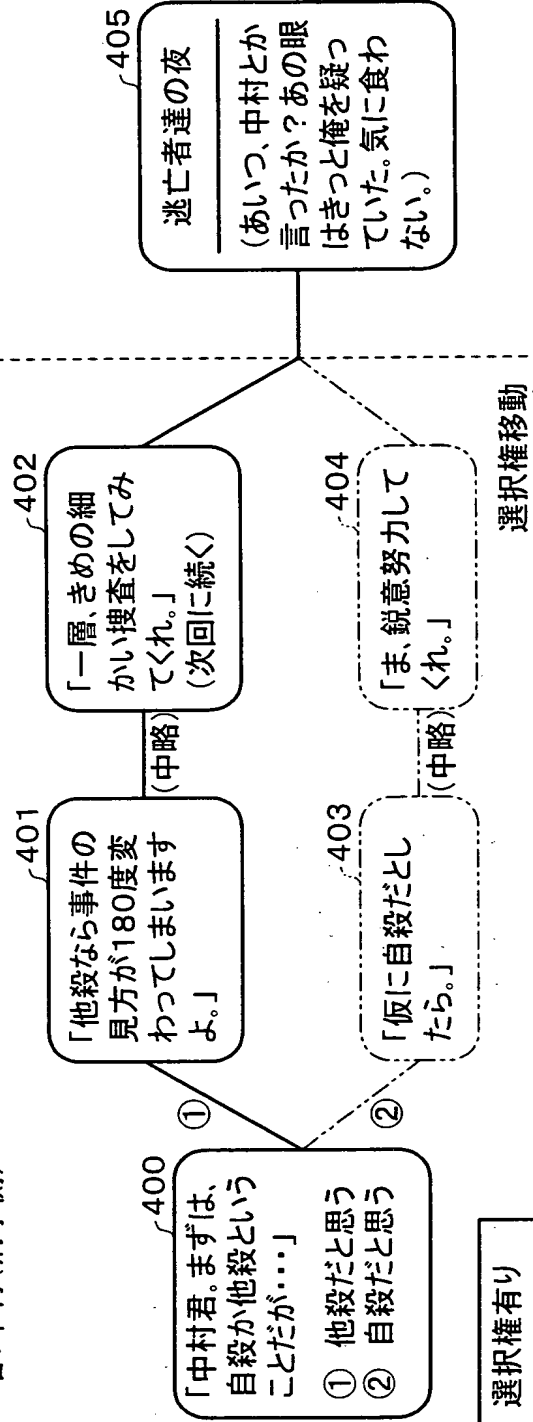 400
「中村君。まずは、
自殺か他殺という
ことだが・・・」
① 他殺だと思う
② 自殺だと思う
選択権有り
①
②
401
「他殺なら事件の
見方が180度変
わってしまいます
よ。」
(中略)
402
「一層、きめの細
かい捜査をしてみ
てくれ。」
(次回に続く)
403
「仮に自殺だとし
たら。」
(中略)
404
「ま、鋭意努力して
くれ。」
選択権移動
405
逃亡者達の夜
(あいつ、中村とか
言ったか?あの眼
はきっと俺を疑っ
ていた。気に食わ
ない。)